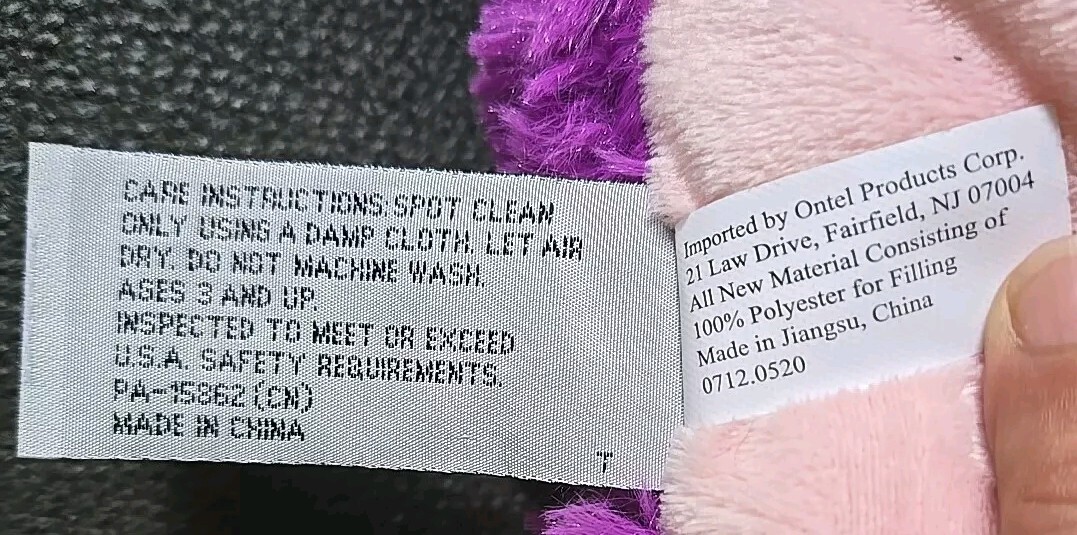 CARE INSTRUCTIONS: SPOT CLEAN
ONLY USING A DAMP CLOTH. LET AIR
DRY. DO NOT MACHINE WASH.
AGES 3 AND UP.
INSPECTED TO MEET OR EXCEED
U.S.A. SAFETY REQUIREMENTS.
PA-15862 (CN)
MADE IN CHINA
T
Imported by Ontel Products Corp.
21 Law Drive, Fairfield, NJ 07004
All New Material Consisting of
100% Polyester for Filling
Made in Jiangsu, China
0712.0520